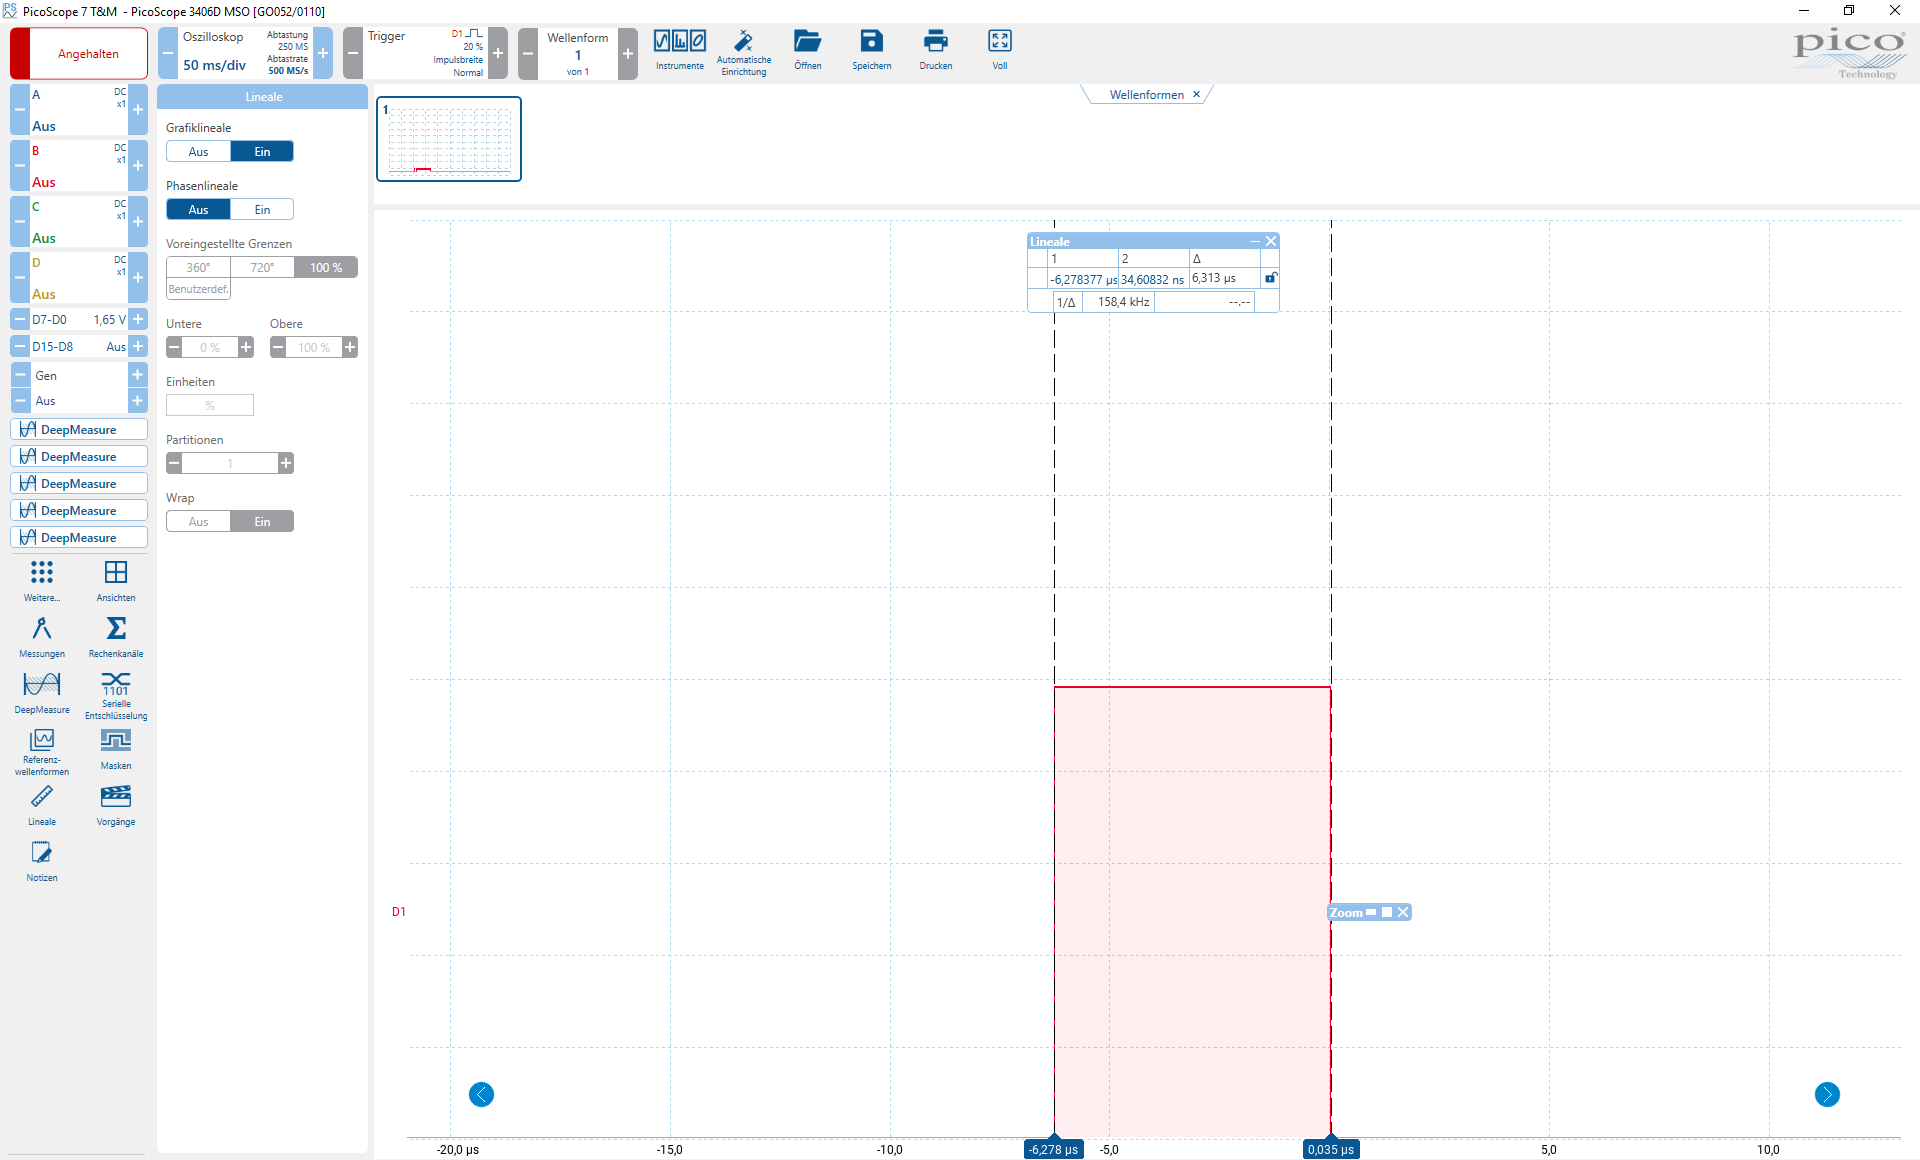 PicoScope 7 T&M - PicoScope 3406D MSO [GO052/0110]
Angehalten
Oszilloskop
50 ms/div
Abtastung
250 MS
Abtastrate
500 MS/s
Trigger
D1
20 %
Impulsbreite
Normal
Wellenform
1
von 1
Instrumente
Automatische
Einrichtung
Öffnen
Speichern
Drucken
Voll
pico
Technology
A
DC
x1
Aus
B
DC
x1
Aus
C
DC
x1
Aus
D
DC
x1
Aus
D7-D0 1,65 V
D15-D8 Aus
Gen
Aus
DeepMeasure
DeepMeasure
DeepMeasure
DeepMeasure
DeepMeasure
Weitere...
Ansichten
Messungen
Rechenkanäle
DeepMeasure
1101
Serielle
Entschlüsselung
Referenz-
wellenformen
Masken
Lineale
Vorgänge
Notizen
Lineale
Grafiklineale
Aus Ein
Phasenlineale
Aus Ein
Voreingestellte Grenzen
360° 720° 100 %
Benutzerdef.
Untere Obere
0 % 100 %
Einheiten
%
Partitionen
1
Wrap
Aus Ein
1
Wellenformen
Lineale
1 2 Δ
-6,278377 µs 34,60832 ns 6,313 µs
1/Δ 158,4 kHz --,--
D1
Zoom
-20,0 µs -15,0 -10,0 -6,278 µs -5,0 0,035 µs 5,0 10,0